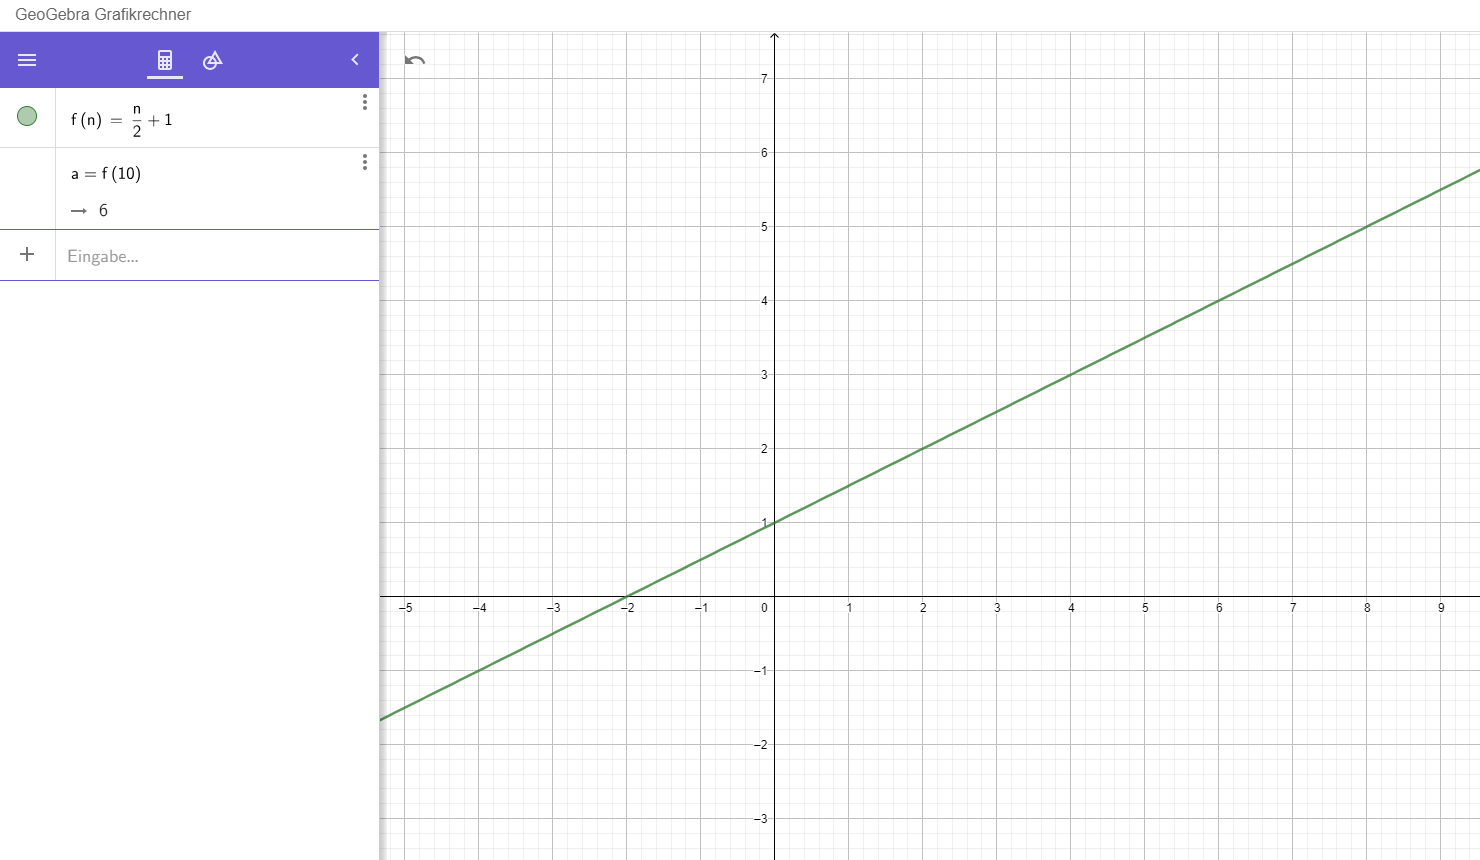 GeoGebra Grafikrechner
f(n) = n/2 + 1
a = f(10)
→ 6
+ Eingabe...
7
6
5
4
3
2
1
−5 −4 −3 −2 −1 0 1 2 3 4 5 6 7 8 9
−1
−2
−3